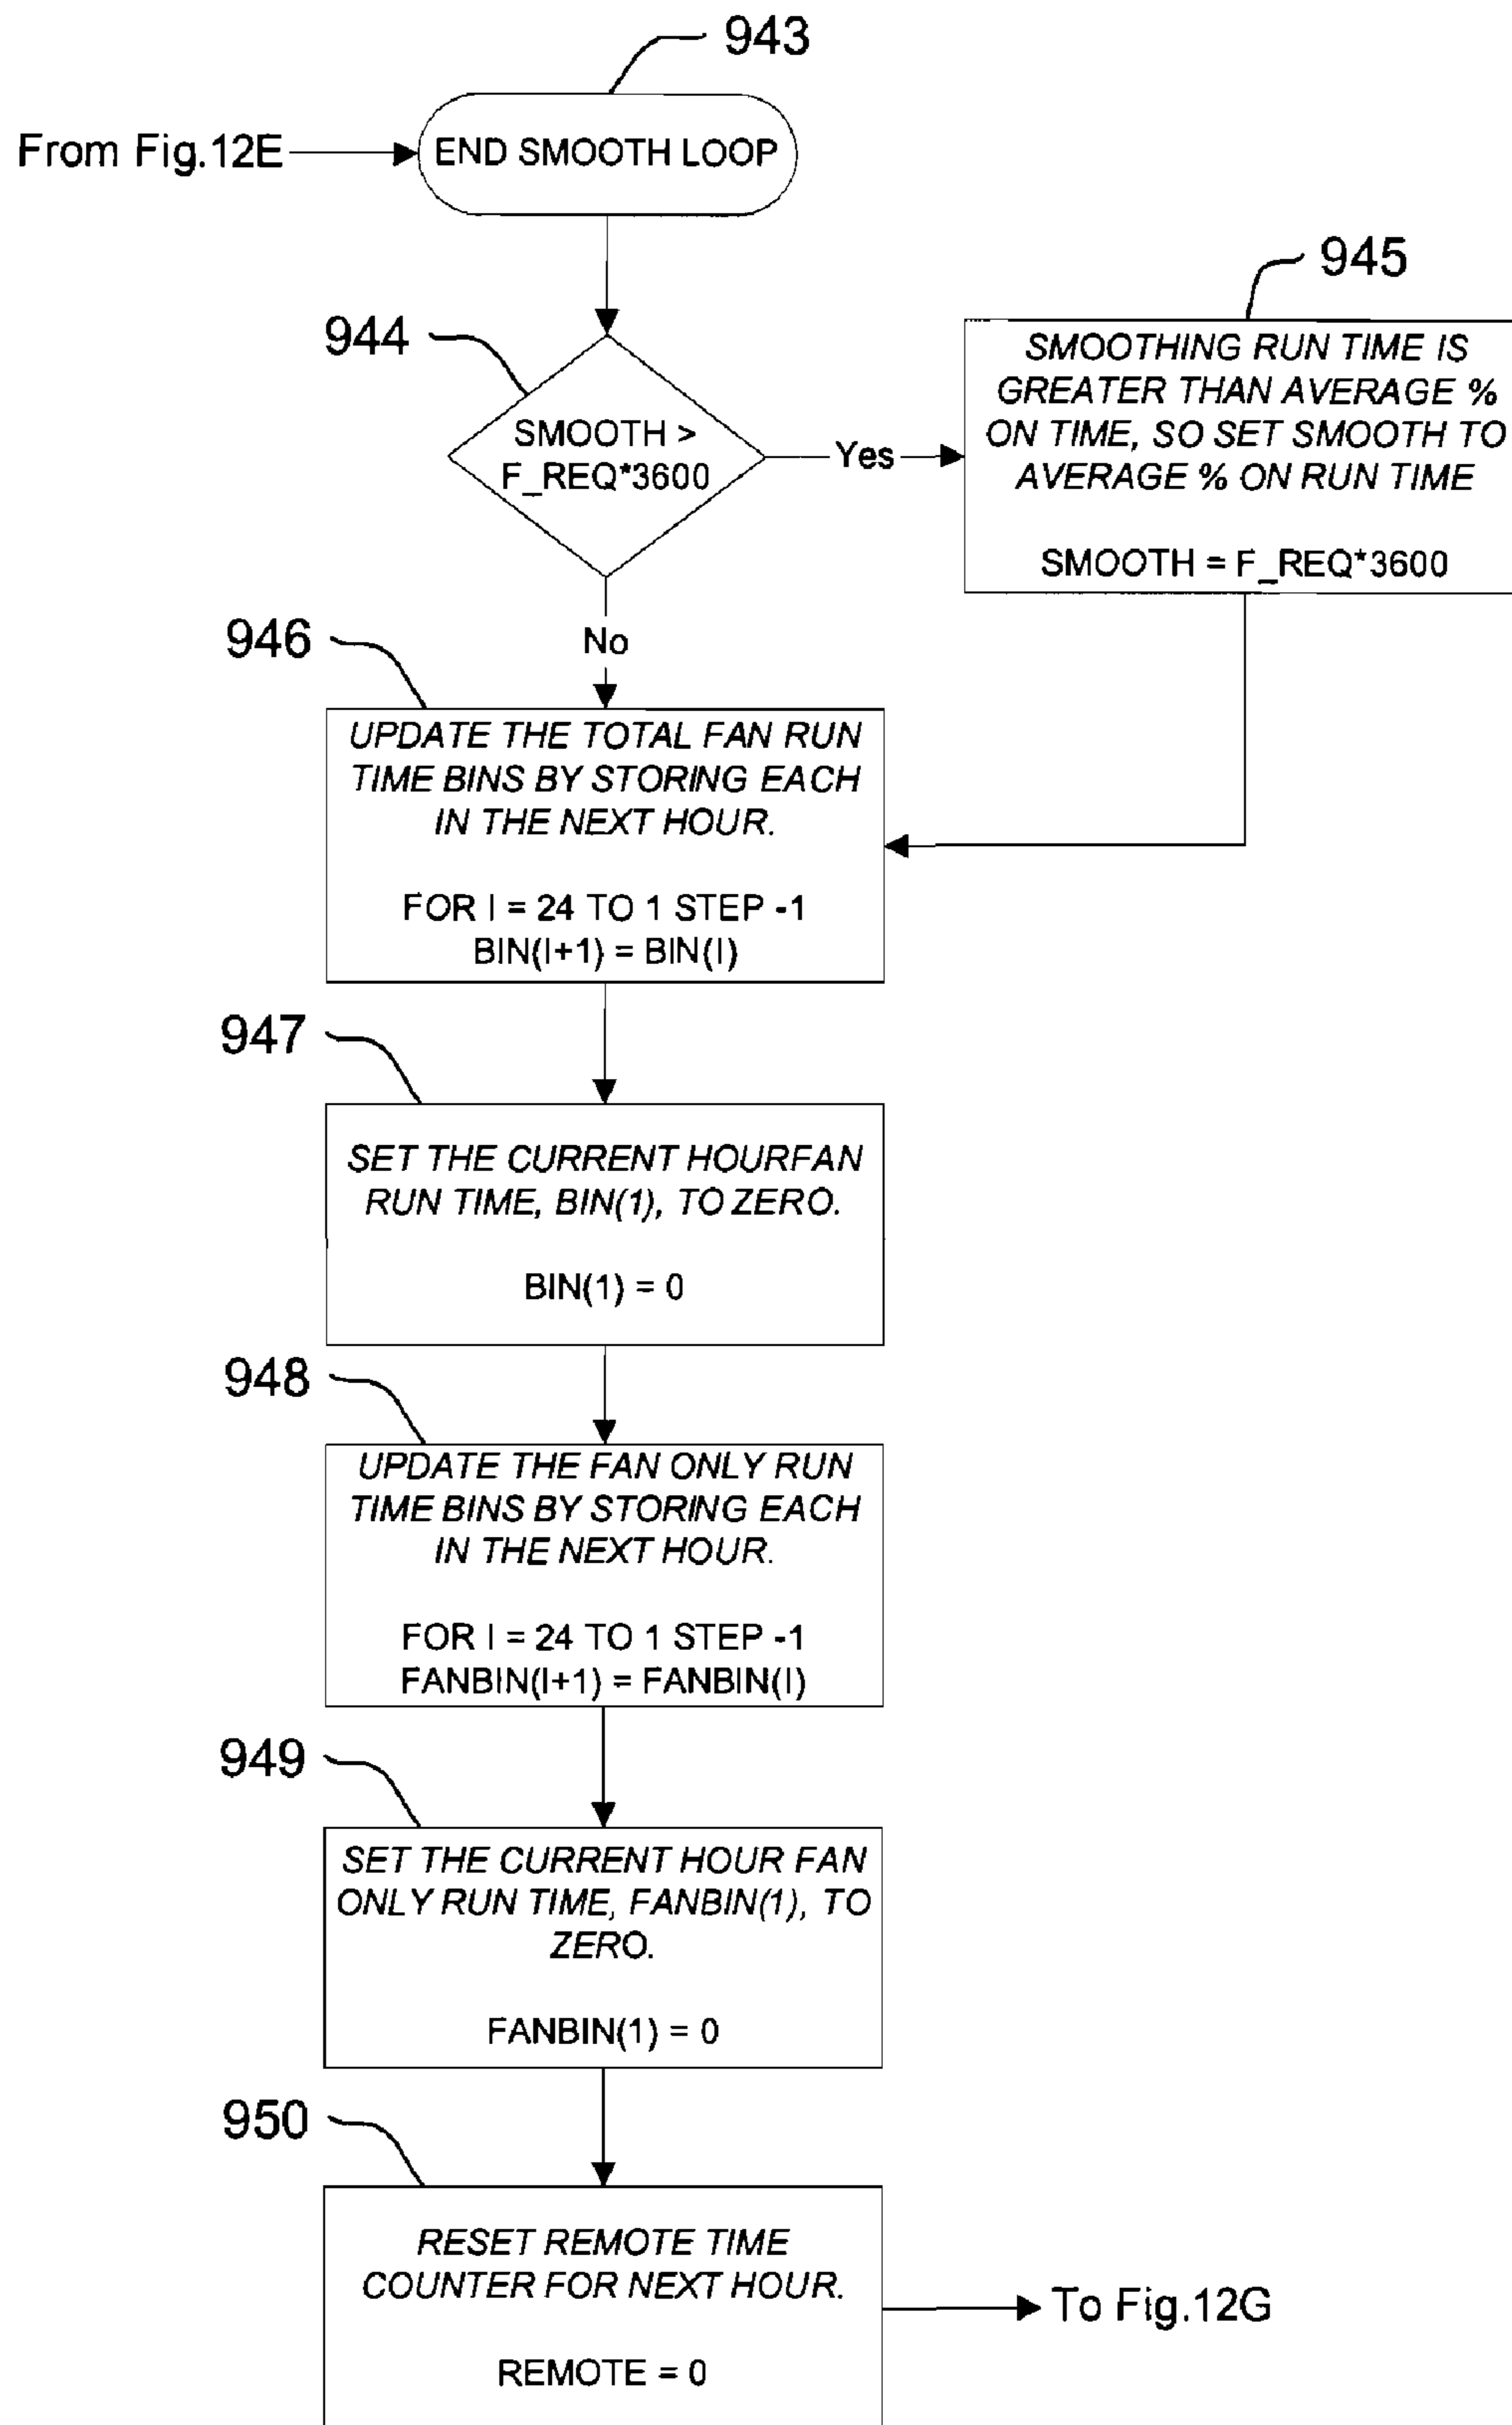 943
From Fig.12E
END SMOOTH LOOP
945
944
SMOOTHING RUN TIME IS
GREATER THAN AVERAGE %
ON TIME, SO SET SMOOTH TO
AVERAGE % ON RUN TIME
SMOOTH = F_REQ*3600
SMOOTH >
F_REQ*3600
Yes
No
946
UPDATE THE TOTAL FAN RUN
TIME BINS BY STORING EACH
IN THE NEXT HOUR.
FOR I = 24 TO 1 STEP -1
BIN(I+1) = BIN(I)
947
SET THE CURRENT HOURFAN
RUN TIME, BIN(1), TO ZERO.
BIN(1) = 0
948
UPDATE THE FAN ONLY RUN
TIME BINS BY STORING EACH
IN THE NEXT HOUR.
FOR I = 24 TO 1 STEP -1
FANBIN(I+1) = FANBIN(I)
949
SET THE CURRENT HOUR FAN
ONLY RUN TIME, FANBIN(1), TO
ZERO.
FANBIN(1) = 0
950
RESET REMOTE TIME
COUNTER FOR NEXT HOUR.
REMOTE = 0
To Fig.12G